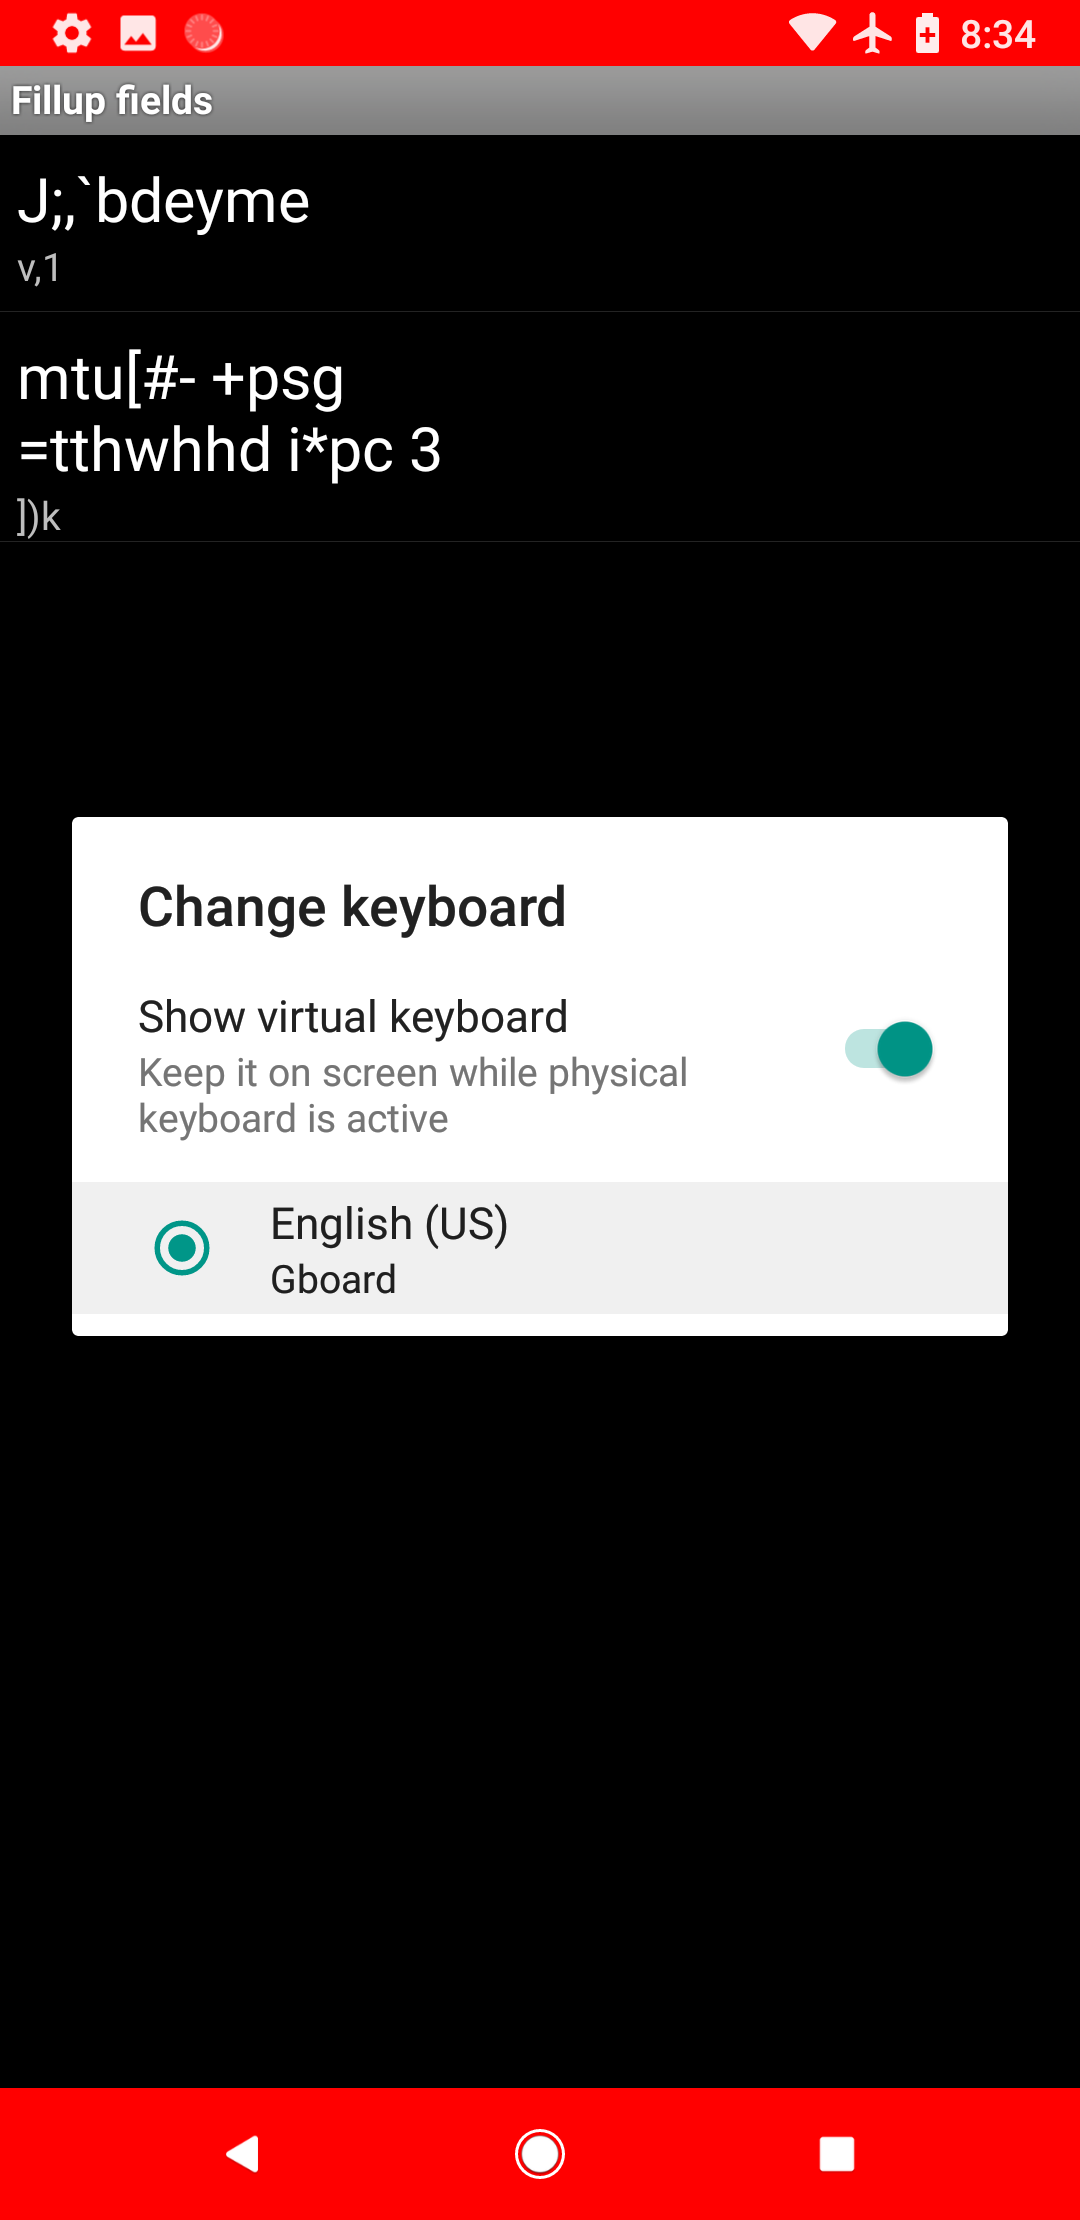 8:34
Fillup fields
J;,`bdeyme
v,1
mtu[#- +psg
=tthwhhd i*pc 3
])k
Change keyboard
Show virtual keyboard
Keep it on screen while physical
keyboard is active
English (US)
Gboard